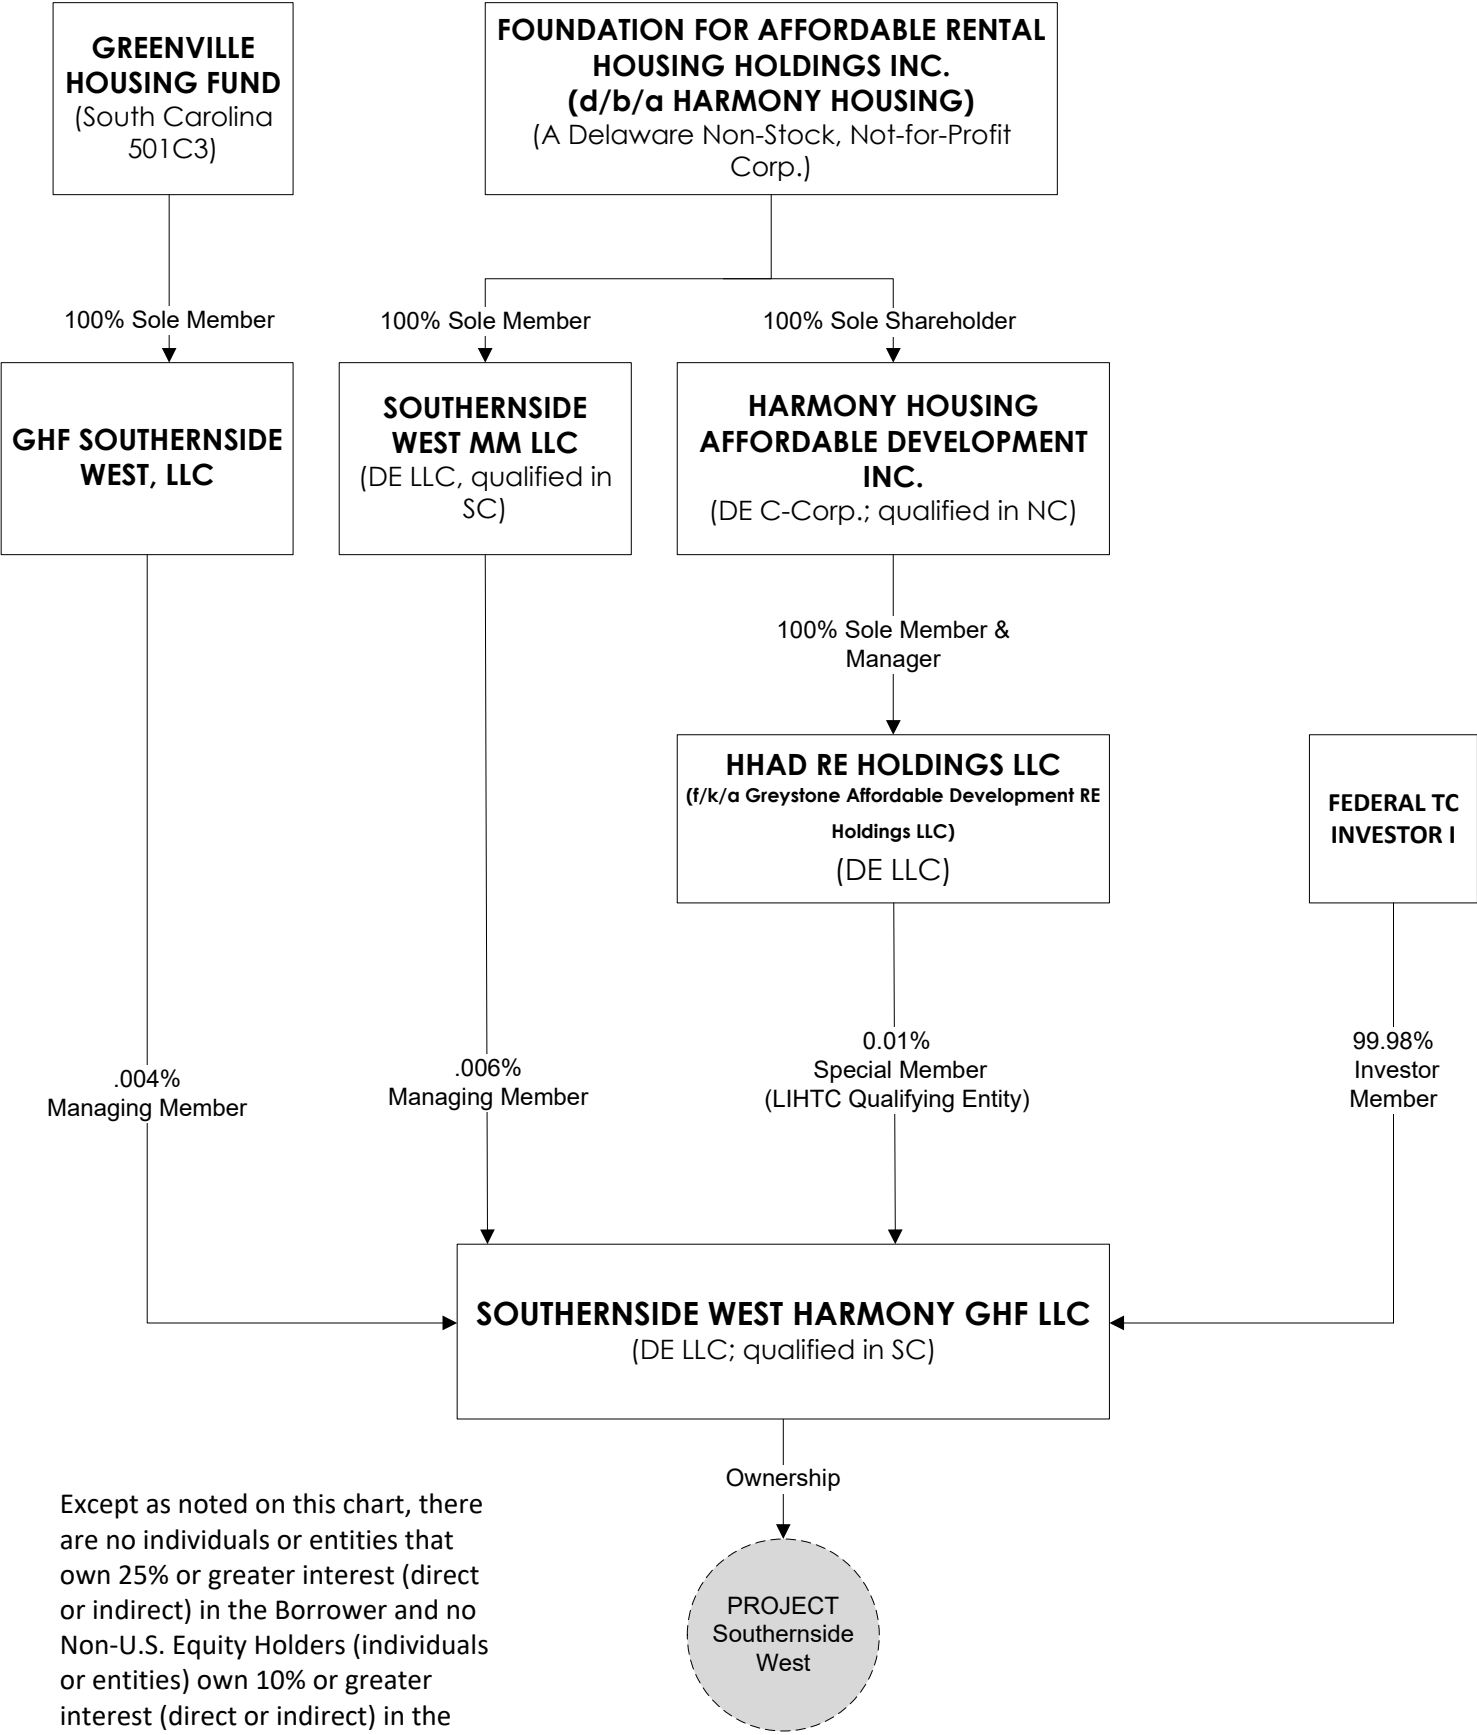 GREENVILLE
HOUSING FUND
(South Carolina
501C3)
FOUNDATION FOR AFFORDABLE RENTAL
HOUSING HOLDINGS INC.
(d/b/a HARMONY HOUSING)
(A Delaware Non-Stock, Not-for-Profit
Corp.)
100% Sole Member
100% Sole Member
100% Sole Shareholder
GHF SOUTHERNSIDE
WEST, LLC
SOUTHERNSIDE
WEST MM LLC
(DE LLC, qualified in
SC)
HARMONY HOUSING
AFFORDABLE DEVELOPMENT
INC.
(DE C-Corp.; qualified in NC)
100% Sole Member &
Manager
HHAD RE HOLDINGS LLC
(f/k/a Greystone Affordable Development RE
Holdings LLC)
(DE LLC)
FEDERAL TC
INVESTOR I
.004%
Managing Member
.006%
Managing Member
0.01%
Special Member
(LIHTC Qualifying Entity)
99.98%
Investor
Member
SOUTHERNSIDE WEST HARMONY GHF LLC
(DE LLC; qualified in SC)
Ownership
PROJECT
Southernside
West
Except as noted on this chart, there
are no individuals or entities that
own 25% or greater interest (direct
or indirect) in the Borrower and no
Non-U.S. Equity Holders (individuals
or entities) own 10% or greater
interest (direct or indirect) in the